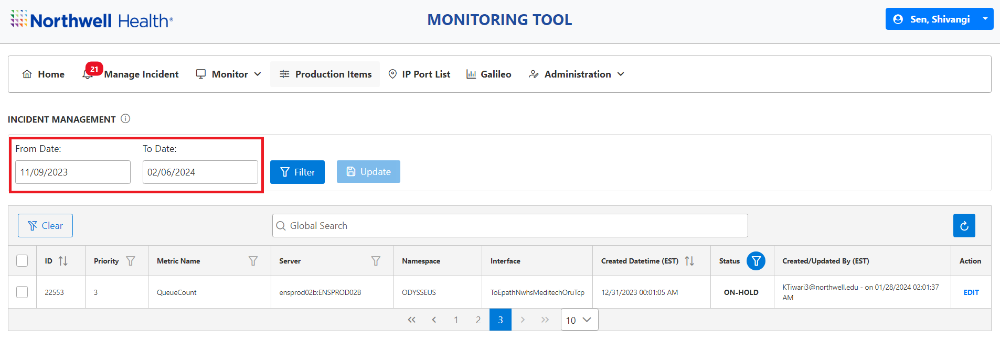 Northwell Health®
MONITORING TOOL
Sen, Shivangi
Home
21
Manage Incident
Monitor
Production Items
IP Port List
Galileo
Administration
INCIDENT MANAGEMENT
From Date:
To Date:
11/09/2023
02/06/2024
Filter
Update
Clear
Global Search
ID
Priority
Metric Name
Server
Namespace
Interface
Created Datetime (EST)
Status
Created/Updated By (EST)
Action
22553
3
QueueCount
ensprod02b:ENSPROD02B
ODYSSEUS
ToEpathNwhsMeditechOruTcp
12/31/2023 00:01:05 AM
ON-HOLD
KTiwari3@northwell.edu - on 01/28/2024 02:01:37
AM
EDIT
1
2
3
10